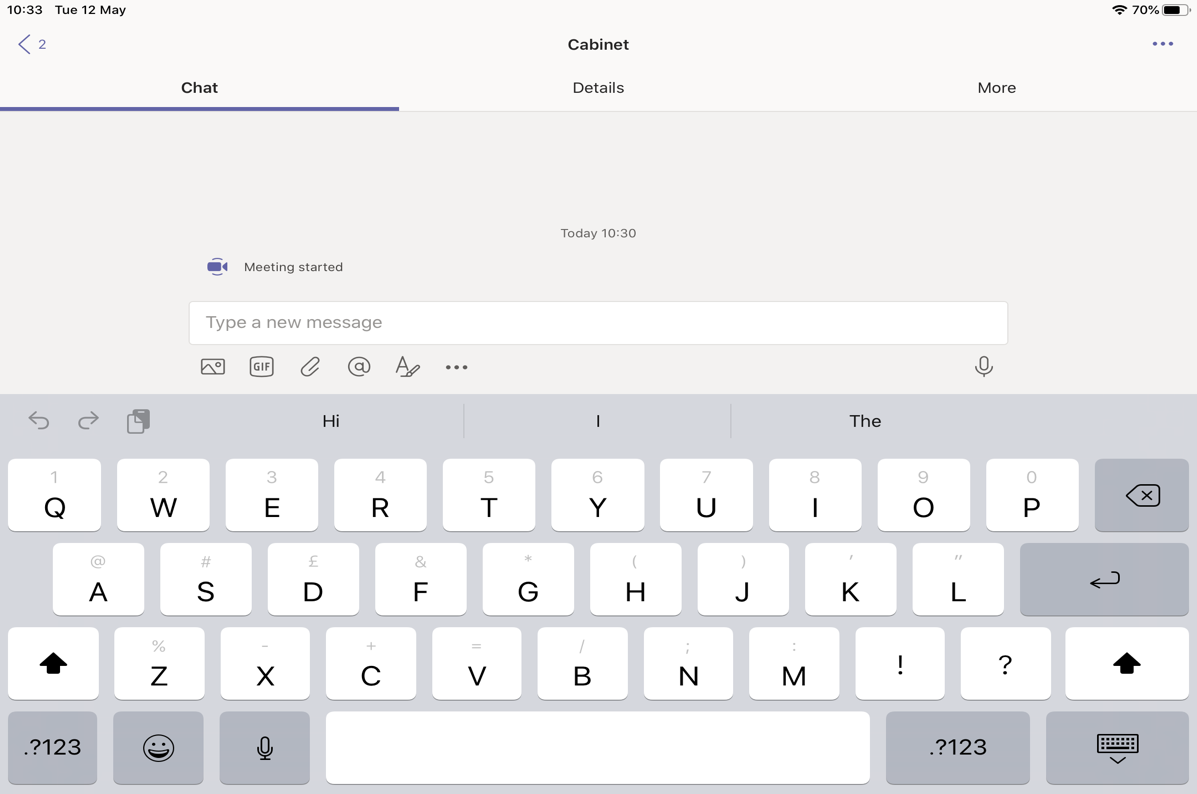 10:33 Tue 12 May 70%
2 Cabinet
Chat Details More
Today 10:30
Meeting started
Type a new message
GIF @ A
Hi I The
1 2 3 4 5 6 7 8 9 0
Q W E R T Y U I O P
@ # £ & * ( ) ' "
A S D F G H J K L
% - + = / ; :
Z X C V B N M ! ?
.?123 .?123